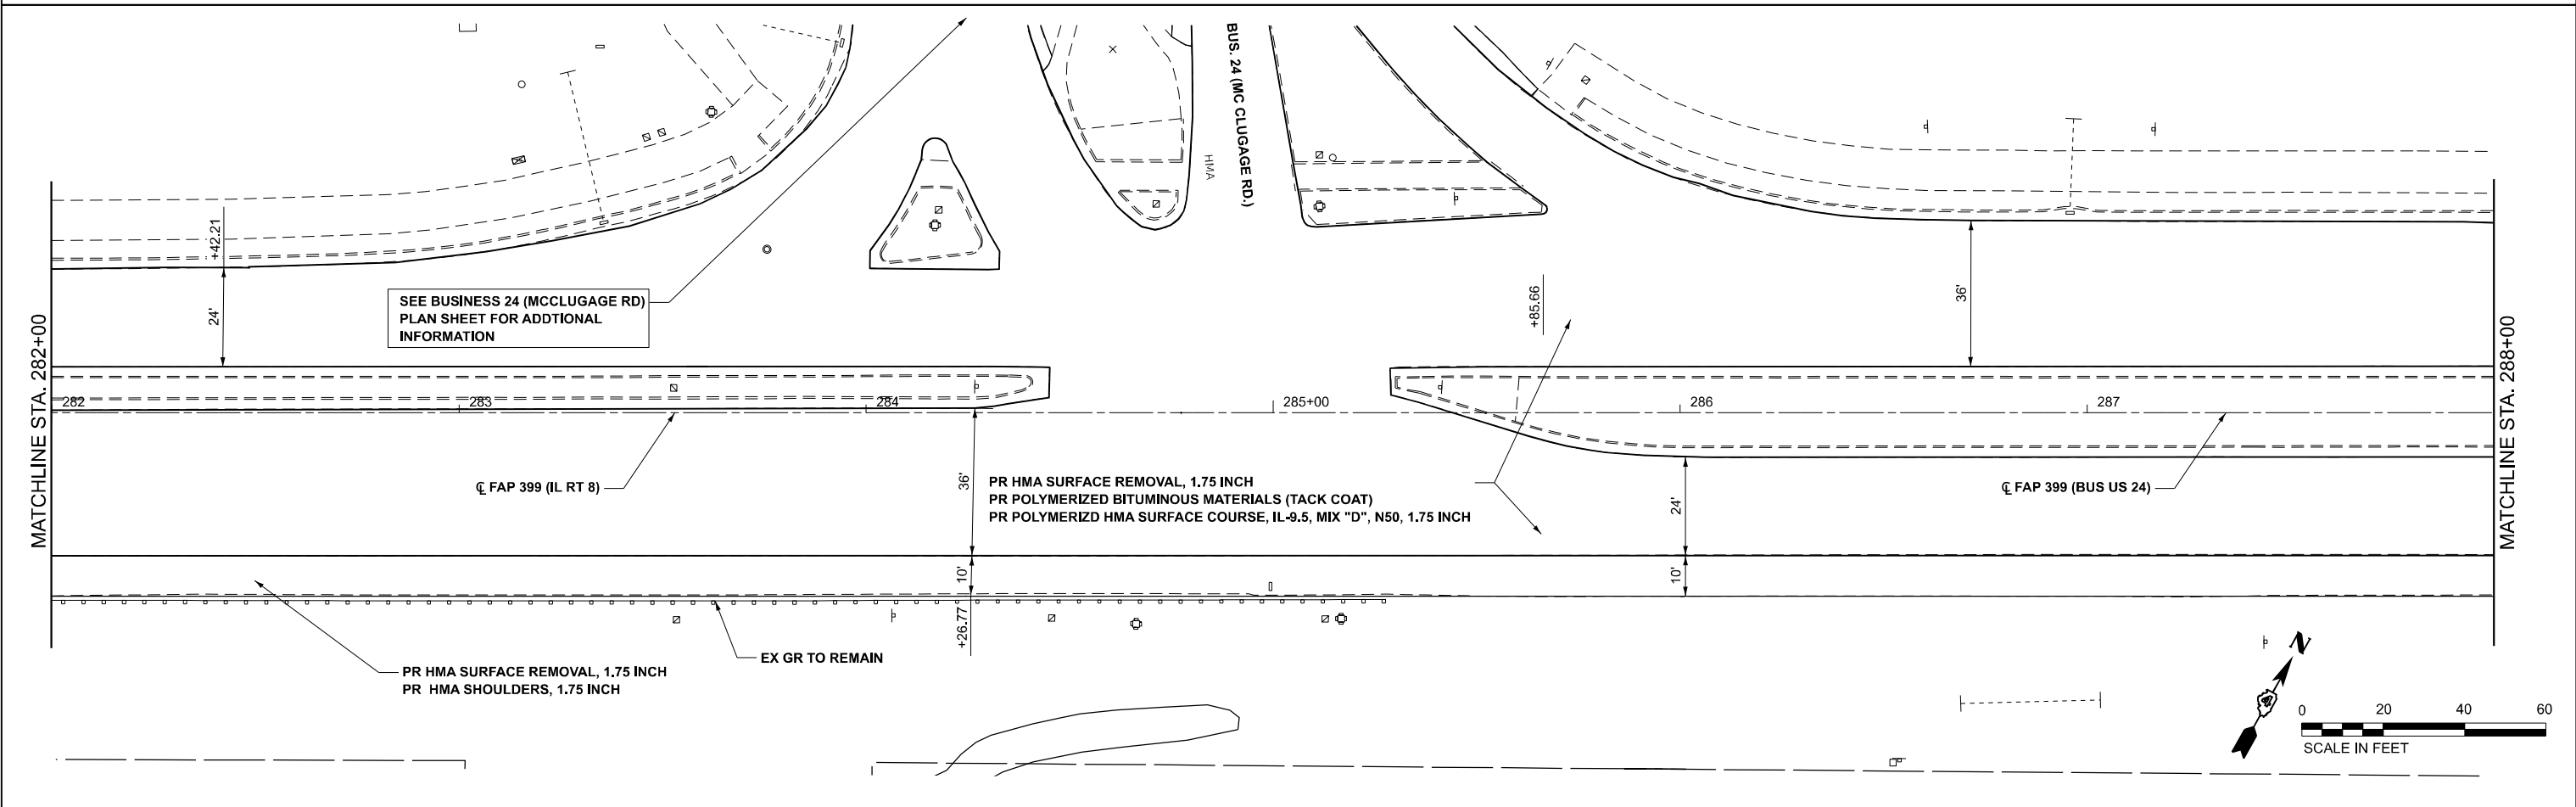 BUS. 24 (MC CLUGAGE RD.)
HMA
+42.21
24'
SEE BUSINESS 24 (MCCLUGAGE RD)
PLAN SHEET FOR ADDTIONAL
INFORMATION
+85.66
36'
MATCHLINE STA. 282+00
MATCHLINE STA. 288+00
282
283
284
285+00
286
287
℄ FAP 399 (IL RT 8)
36'
PR HMA SURFACE REMOVAL, 1.75 INCH
PR POLYMERIZED BITUMINOUS MATERIALS (TACK COAT)
PR POLYMERIZD HMA SURFACE COURSE, IL-9.5, MIX "D", N50, 1.75 INCH
24'
℄ FAP 399 (BUS US 24)
10'
10'
+26.77
EX GR TO REMAIN
PR HMA SURFACE REMOVAL, 1.75 INCH
PR HMA SHOULDERS, 1.75 INCH
N
0 20 40 60
SCALE IN FEET